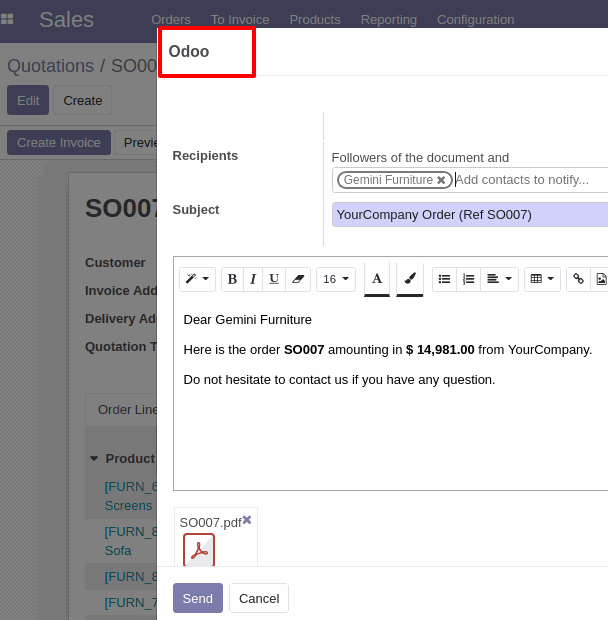 Sales Orders To Invoice Products Reporting Configuration
Quotations / SO00
Odoo
Edit Create
Create Invoice Previe
Recipients
Followers of the document and
Gemini Furniture Add contacts to notify...
Subject
YourCompany Order (Ref SO007)
SO007
Customer
Invoice Add
Delivery Ad
Quotation T
B I U 16 A
Dear Gemini Furniture
Here is the order SO007 amounting in $ 14,981.00 from YourCompany.
Do not hesitate to contact us if you have any question.
Order Line
Product
[FURN_6
Screens
[FURN_8
Sofa
[FURN_8
[FURN_7
SO007.pdf
Send Cancel